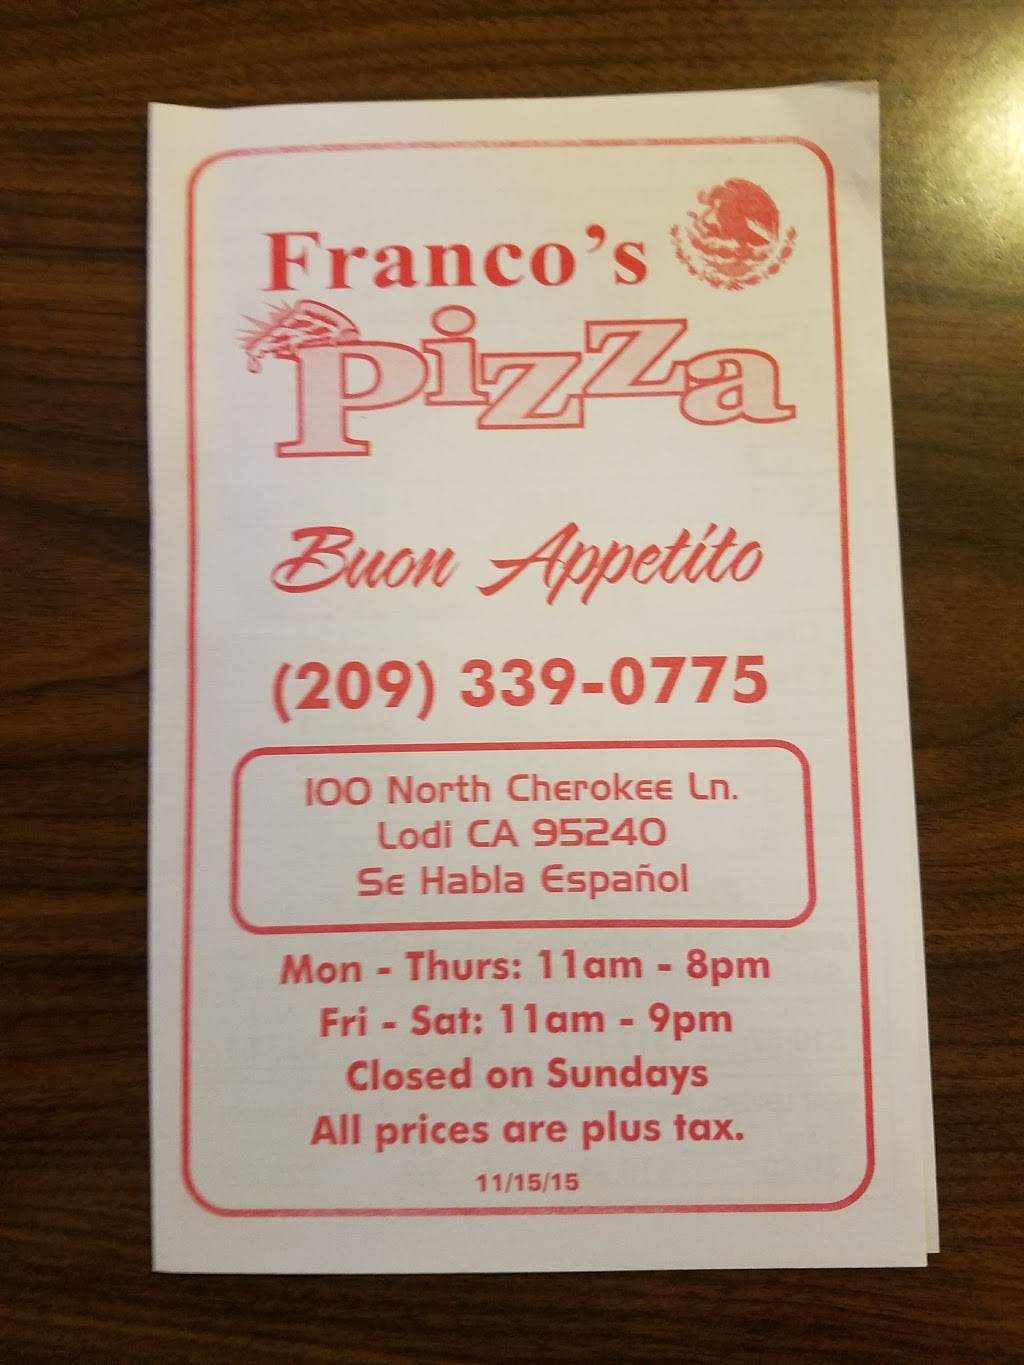 Franco's
Pizza
Buon Appetito
(209) 339-0775
100 North Cherokee Ln.
Lodi CA 95240
Se Habla Español
Mon - Thurs: 11am - 8pm
Fri - Sat: 11am - 9pm
Closed on Sundays
All prices are plus tax.
11/15/15